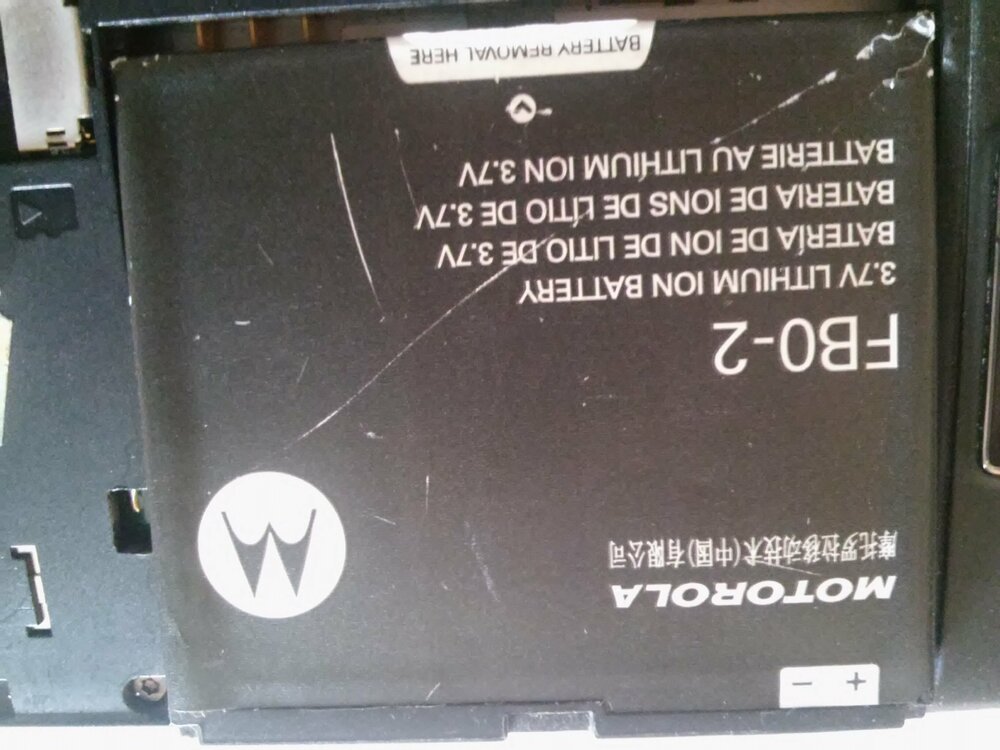 + −
MOTOROLA
摩托罗拉移动技术(中国)有限公司
FB0-2
3.7V LITHIUM ION BATTERY
BATERÍA DE ION DE LITIO DE 3.7V
BATERIA DE IONS DE LÍTIO DE 3.7V
BATTERIE AU LITHIUM ION 3.7V
BATTERY REMOVAL HERE